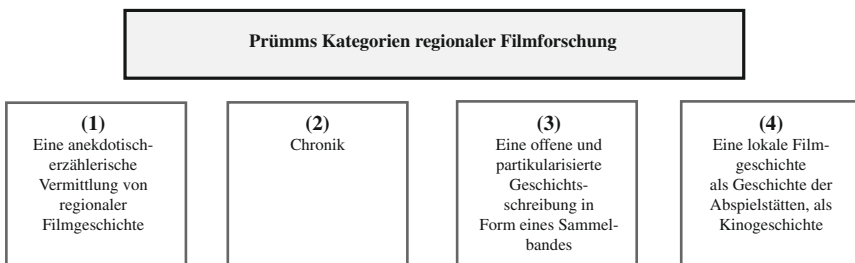 Prümms Kategorien regionaler Filmforschung
(1)
Eine anekdotisch-
erzählerische
Vermittlung von
regionaler
Filmgeschichte
(2)
Chronik
(3)
Eine offene und
partikularisierte
Geschichts-
schreibung in
Form eines Sammel-
bandes
(4)
Eine lokale Film-
geschichte
als Geschichte der
Abspielstätten, als
Kinogeschichte